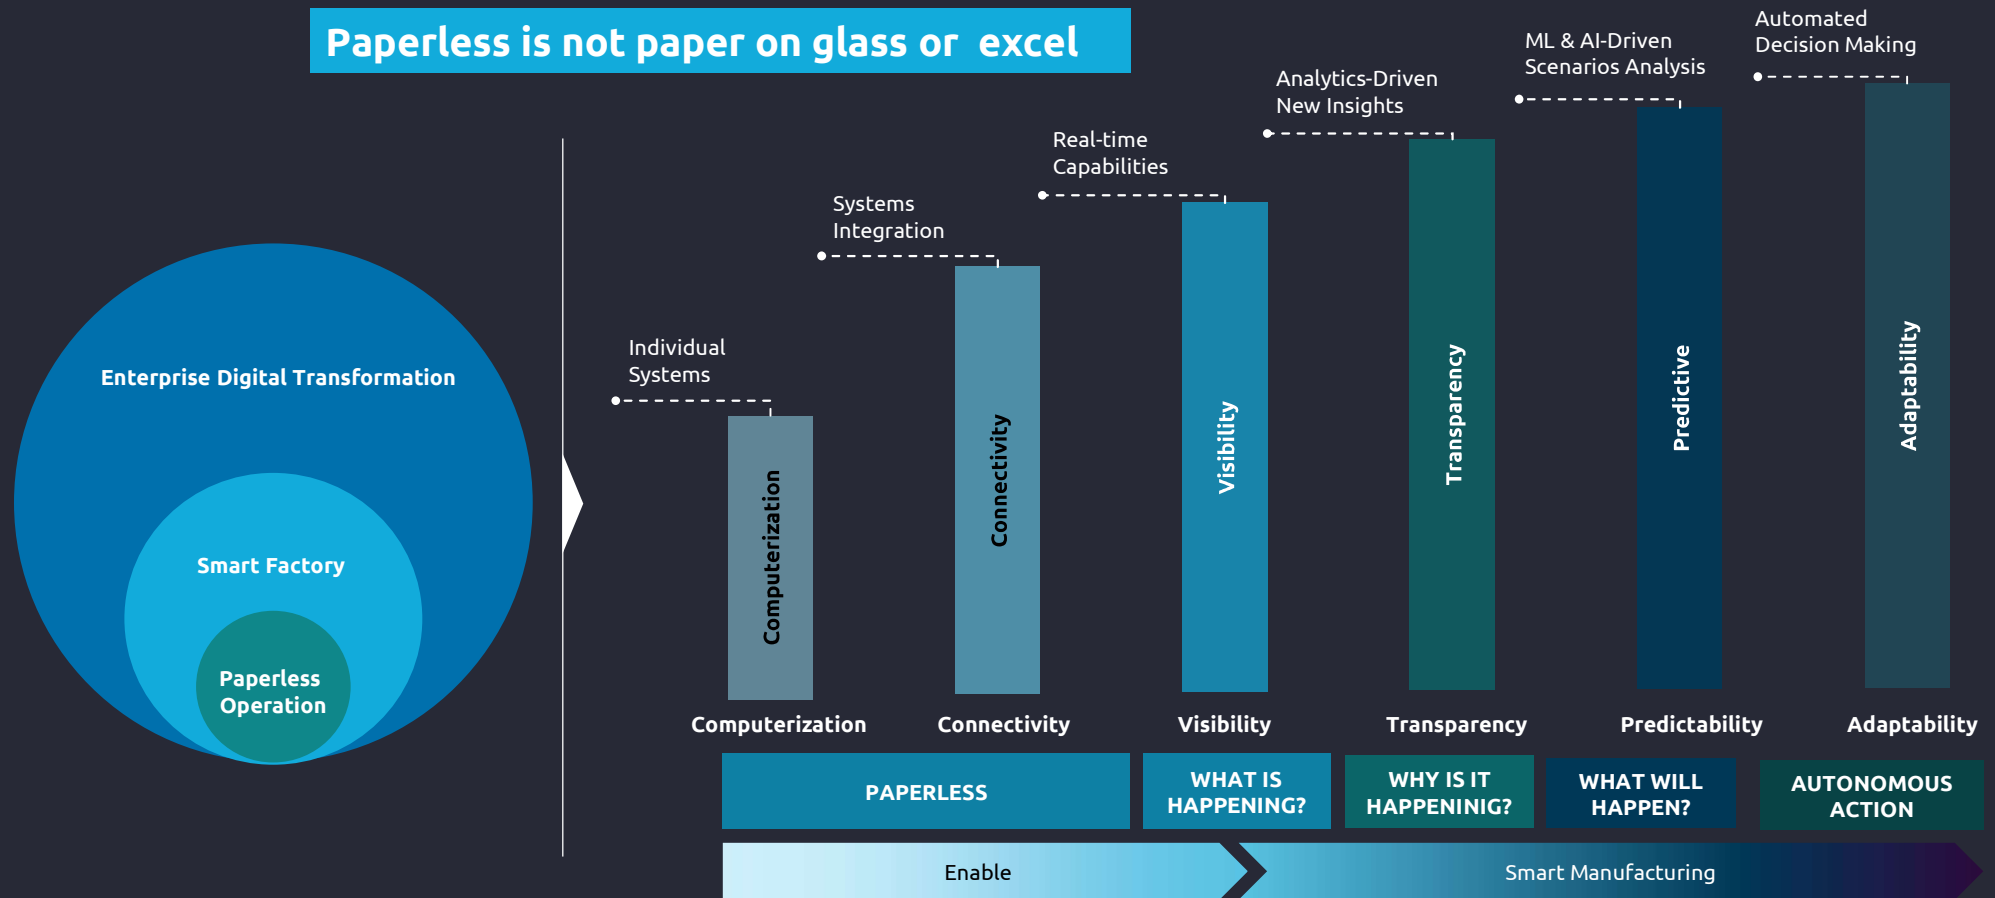 Paperless is not paper on glass or excel
Enterprise Digital Transformation
Smart Factory
Paperless
Operation
Individual
Systems
Systems
Integration
Real-time
Capabilities
Analytics-Driven
New Insights
ML & AI-Driven
Scenarios Analysis
Automated
Decision Making
Computerization
Connectivity
Visibility
Transparency
Predictive
Adaptability
Computerization
Connectivity
Visibility
Transparency
Predictability
Adaptability
PAPERLESS
WHAT IS
HAPPENING?
WHY IS IT
HAPPENINIG?
WHAT WILL
HAPPEN?
AUTONOMOUS
ACTION
Enable
Smart Manufacturing